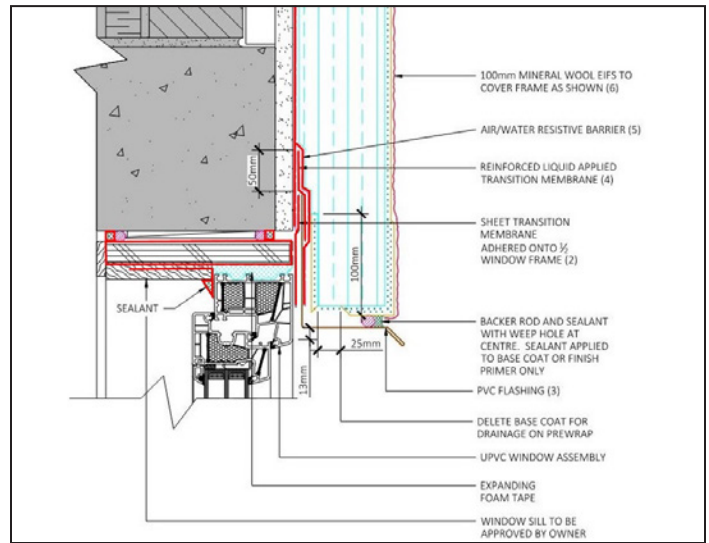 100mm MINERAL WOOL EIFS TO
COVER FRAME AS SHOWN (6)
AIR/WATER RESISTIVE BARRIER (5)
50mm
REINFORCED LIQUID APPLIED
TRANSITION MEMBRANE (4)
SHEET TRANSITION
MEMBRANE
ADHERED ONTO ½
WINDOW FRAME (2)
100mm
SEALANT
BACKER ROD AND SEALANT
WITH WEEP HOLE AT
CENTRE. SEALANT APPLIED
TO BASE COAT OR FINISH
PRIMER ONLY
25mm
13mm
PVC FLASHING (3)
DELETE BASE COAT FOR
DRAINAGE ON PREWRAP
UPVC WINDOW ASSEMBLY
EXPANDING
FOAM TAPE
WINDOW SILL TO BE
APPROVED BY OWNER